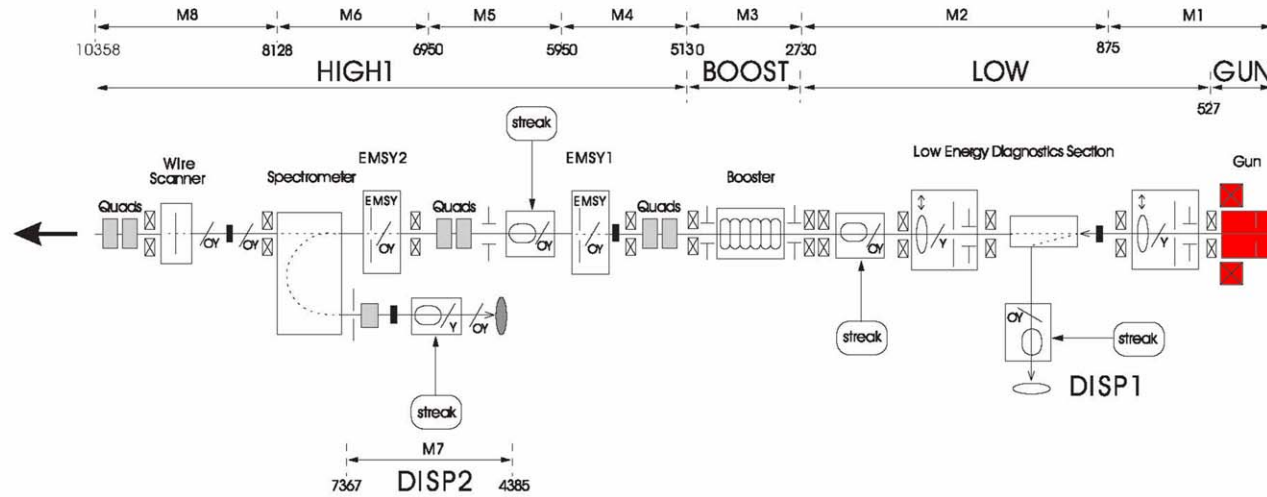 M8 M6 M5 M4 M3 M2 M1
10358 8128 6950 5950 5130 2730 875
HIGH1 BOOST LOW GUN
527
streak
Wire Scanner
Spectrometer
EMSY2
EMSY1
Booster
Low Energy Diagnostics Section
Gun
Quads
EMSY
Quads
EMSY
Quads
OY OY OY OY OY OY Y Y
Y OY
OY
streak
streak
DISP1
streak
M7
7367 DISP2 4385